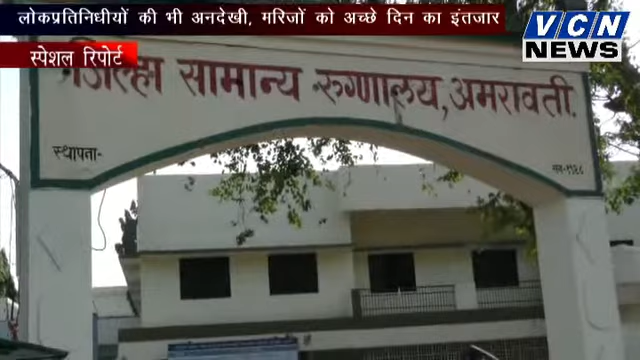 लोकप्रतिनिधीयों की भी अनदेखी, मरिजों को अच्छे दिन का इंतजार
स्पेशल रिपोर्ट
VCN
NEWS
जिल्हा सामान्य रुग्णालय, अमरावती.
स्थापना-